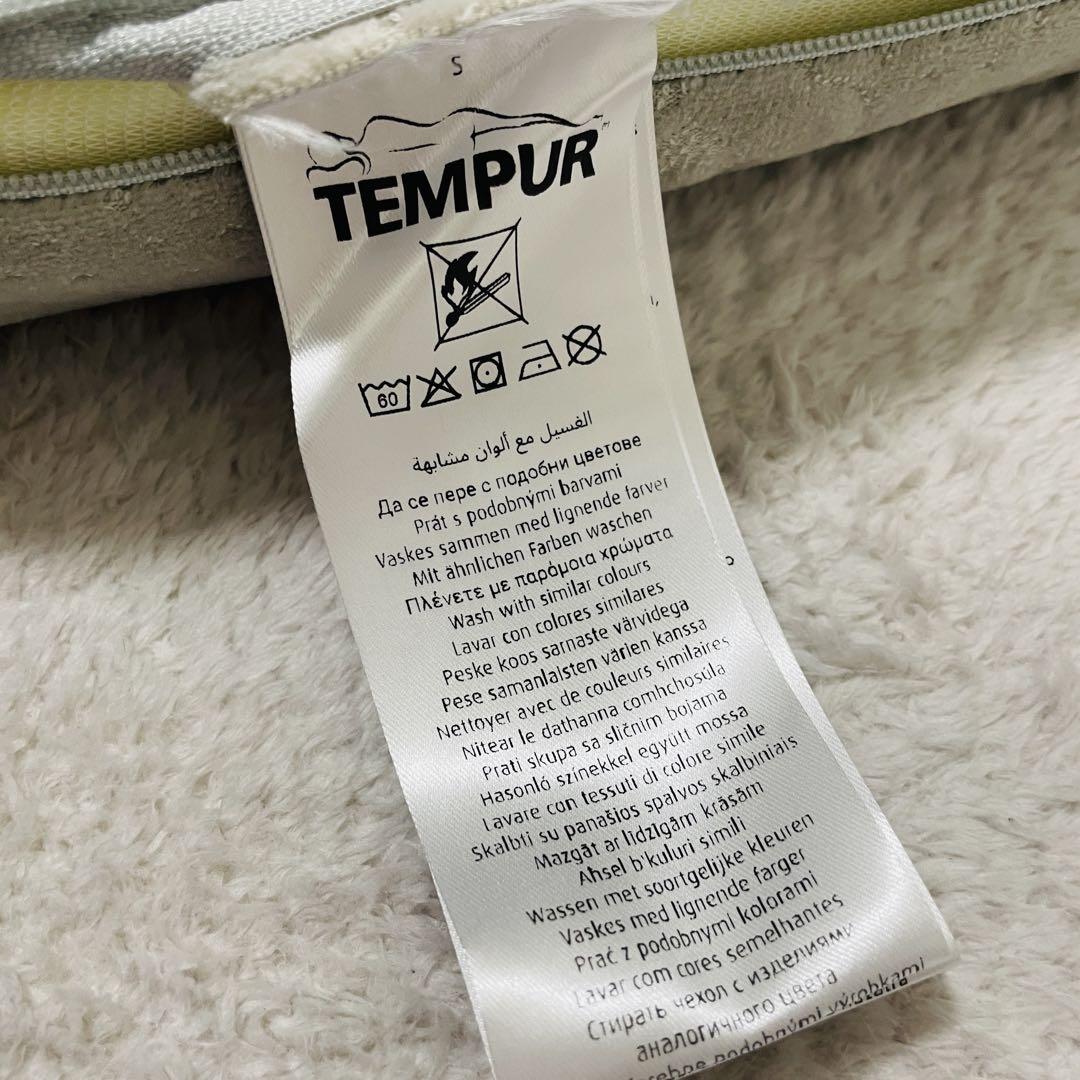 S
TEMPUR
60
الغسيل مع ألوان مشابهة
Да се пере с подобни цветове
Prát s podobnými barvami
Vaskes sammen med lignende farver
Mit ähnlichen Farben waschen
Πλένετε με παρόμοια χρώματα
Wash with similar colours
Lavar con colores similares
Peske koos sarnaste värvidega
Pese samanlaisten värien kanssa
Nettoyer avec de couleurs similaires
Nitear le dathanna comhchosúla
Prati skupa sa sličnim bojama
Hasonló színekkel együtt mossa
Lavare con tessuti di colore simile
Skalbti su panašios spalvos skalbiniais
Mazgāt ar līdzīgām krāsām
Aħsel b'kuluri simili
Wassen met soortgelijke kleuren
Vaskes med lignende farger
Prać z podobnymi kolorami
Lavar com cores semelhantes
Стирать чехол с изделиями
аналогичного цвета
podobnými výrobkami